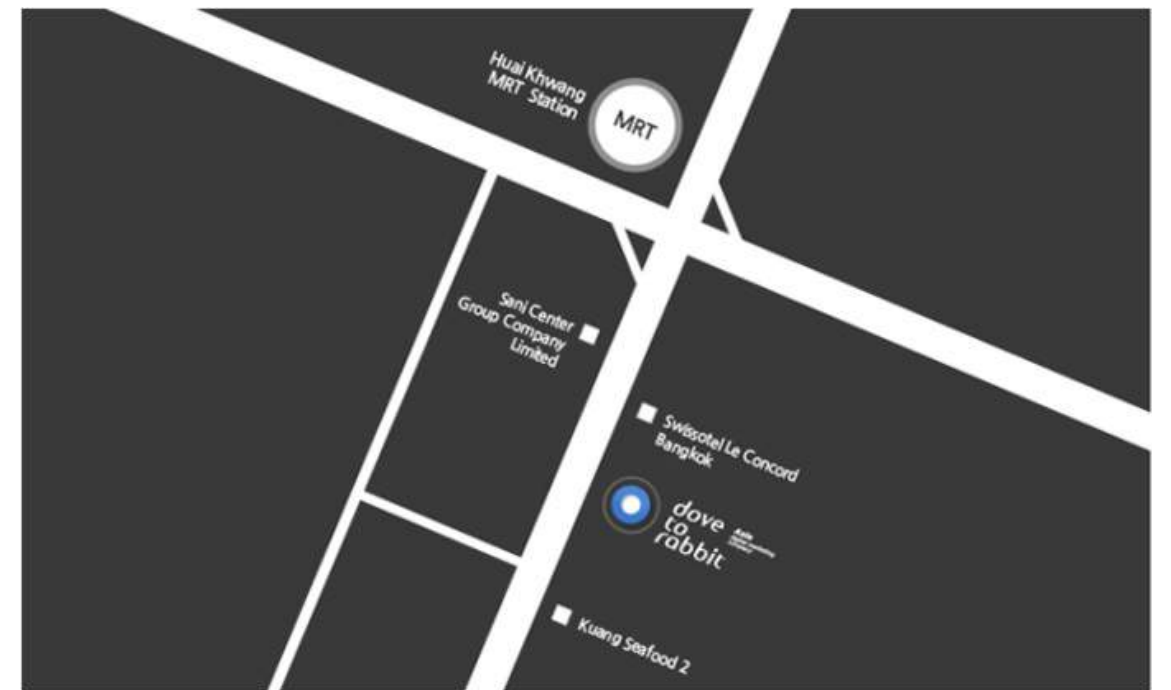 Huai Khwang
MRT Station
MRT
Sani Center
Group Company
Limited
Swissotel Le Concord
Bangkok
dove
to
rabbit
Asia
Kuang Seafood 2